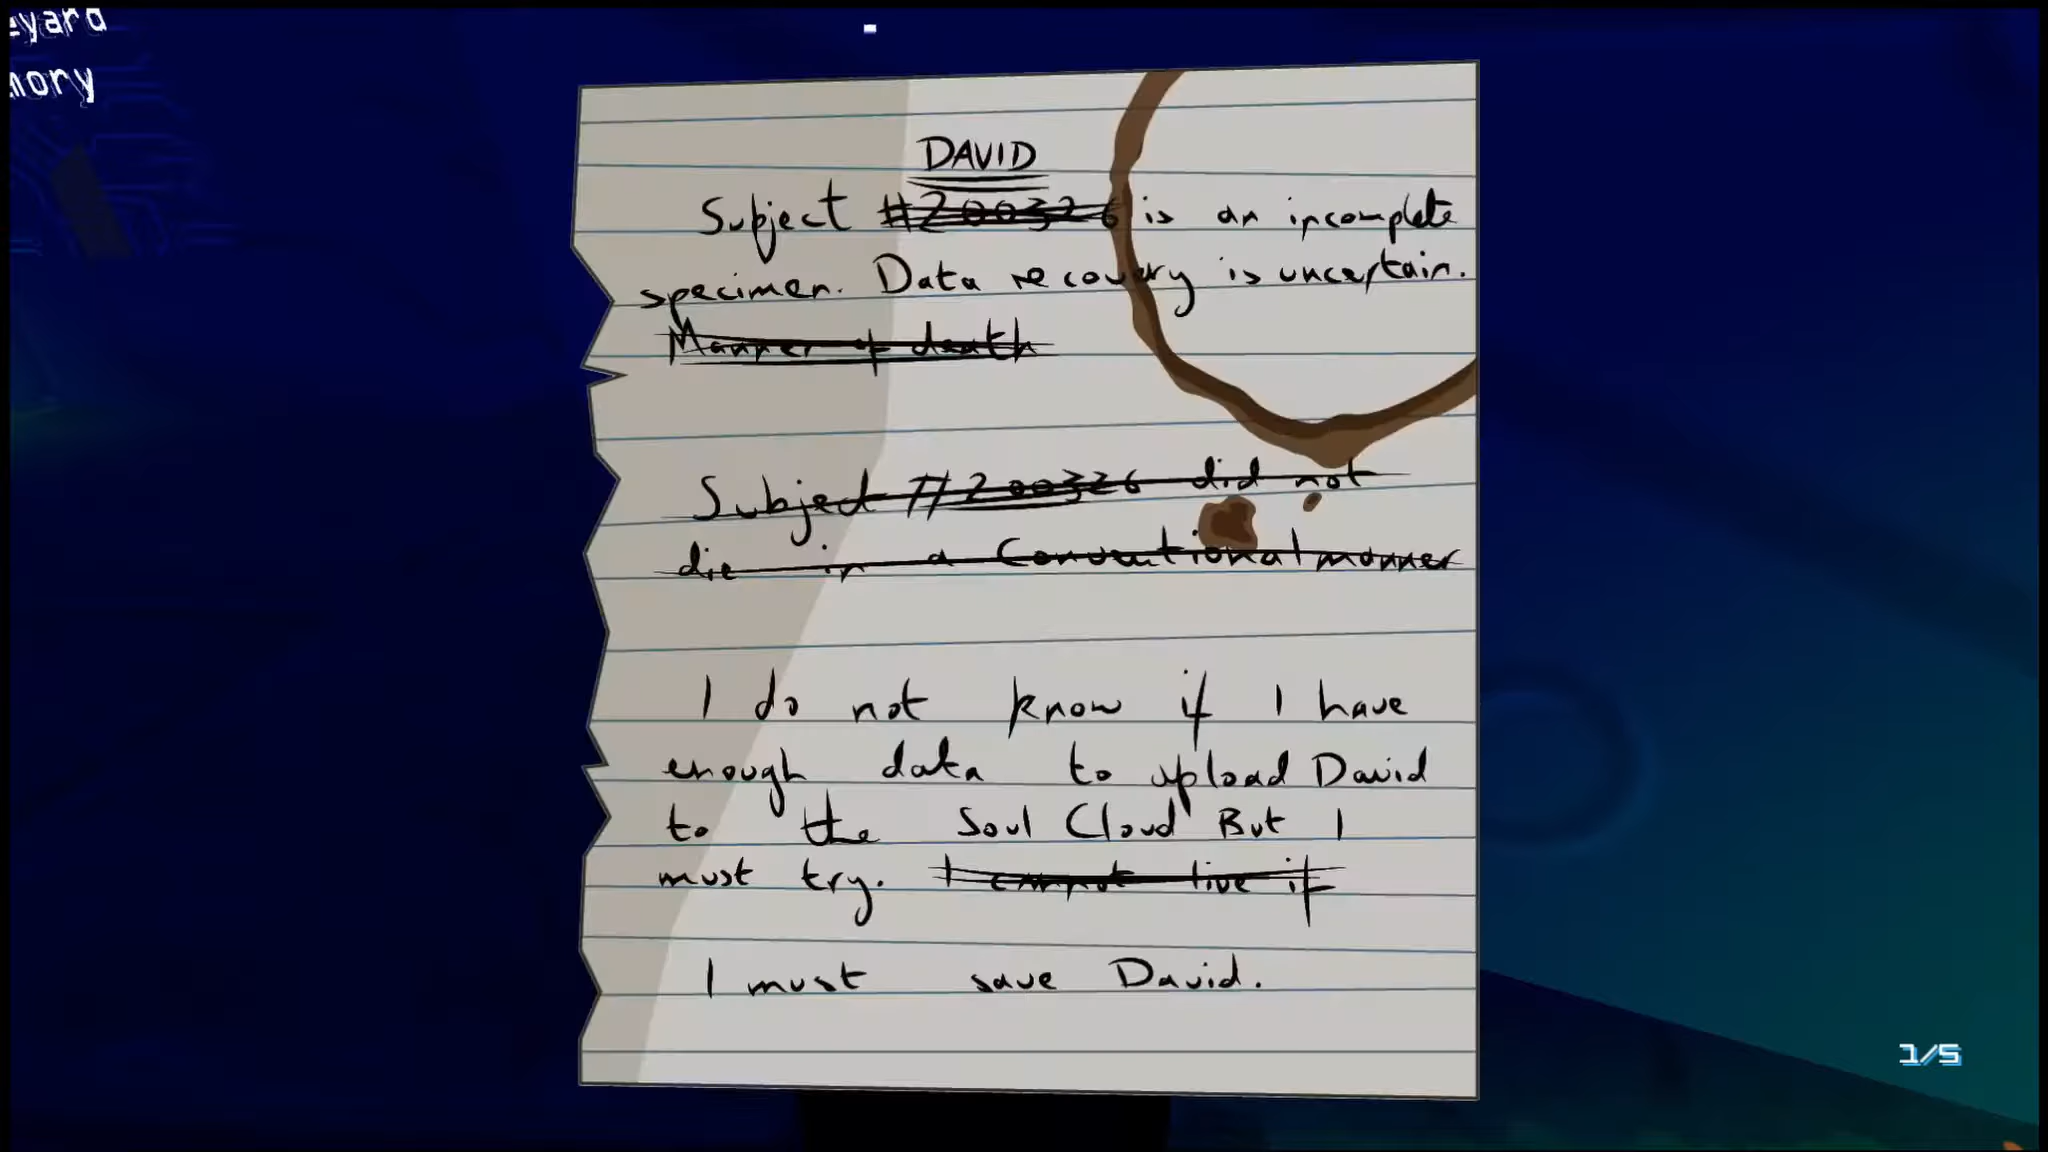 eyard
mory
DAVID
Subject #200326 is an incomplete
specimen. Data recovery is uncertain.
Manner of death
Subject #200326 did not
die in a Conventional manner
I do not know if I have
enough data to upload David
to the Soul Cloud But I
must try. I cannot live if
I must save David.
1/5